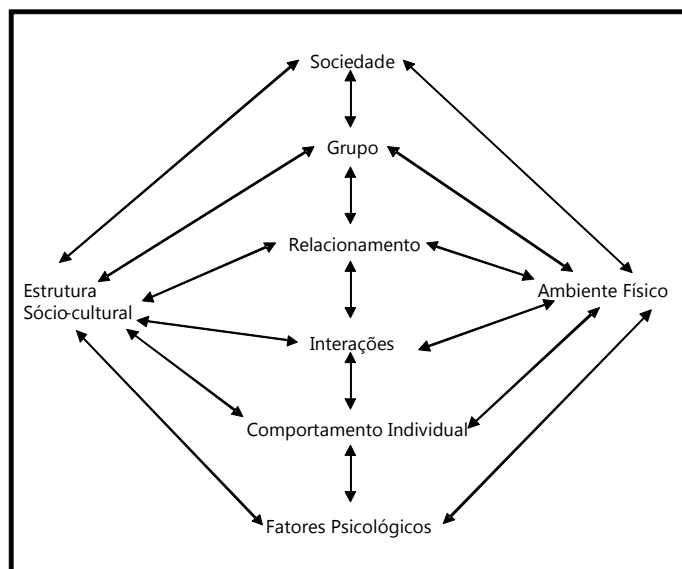 Sociedade
Grupo
Relacionamento
Estrutura
Sócio-cultural
Ambiente Físico
Interações
Comportamento Individual
Fatores Psicológicos